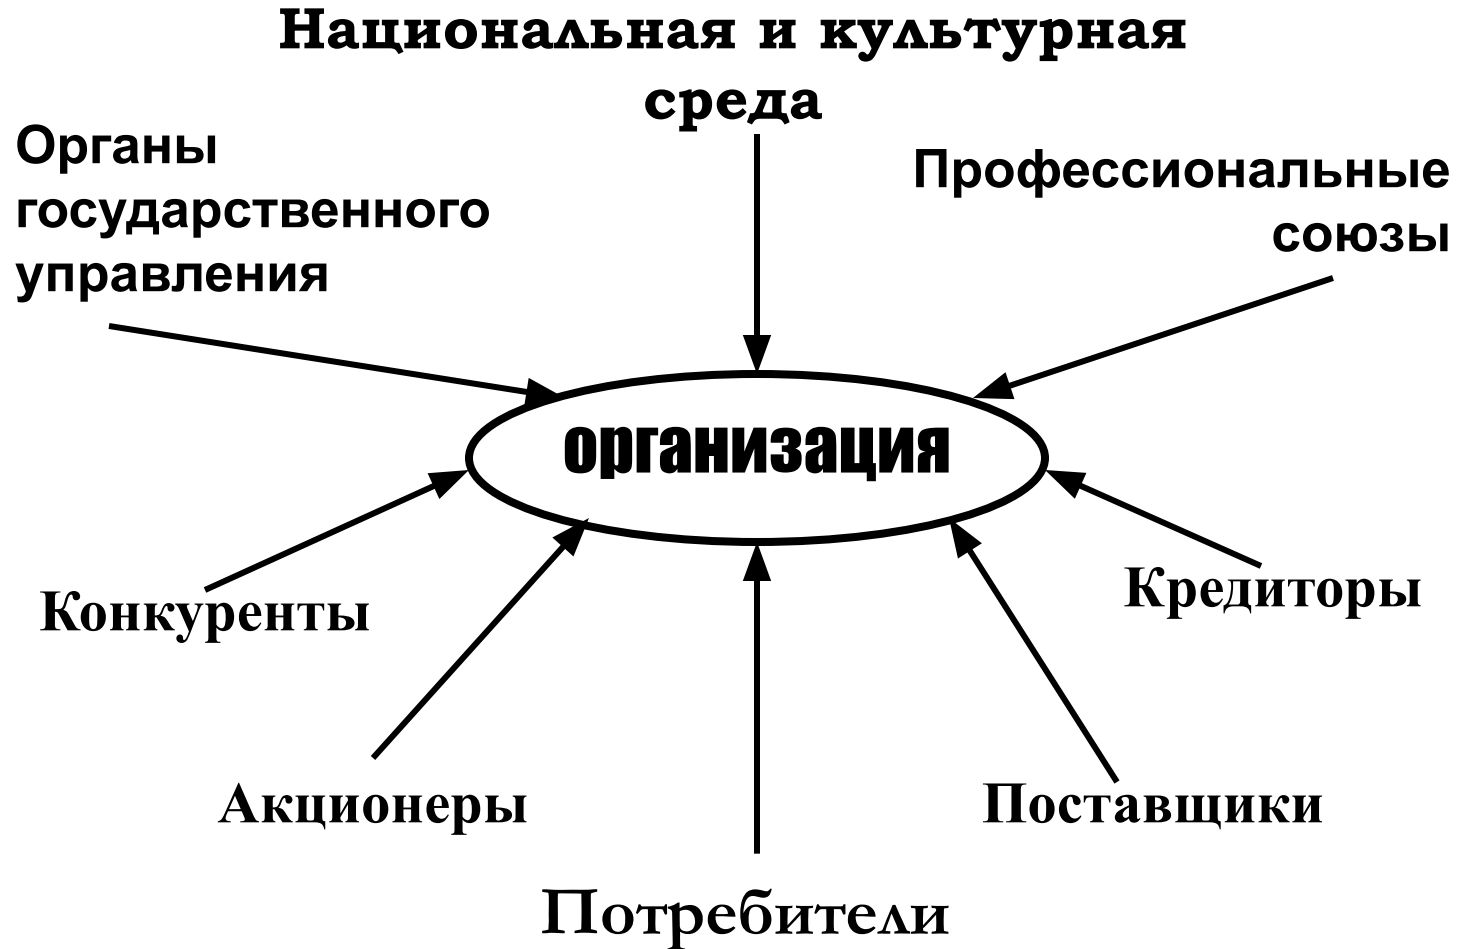 Национальная и культурная
среда
Органы
государственного
управления
Профессиональные
союзы
организация
Конкуренты
Кредиторы
Акционеры
Поставщики
Потребители